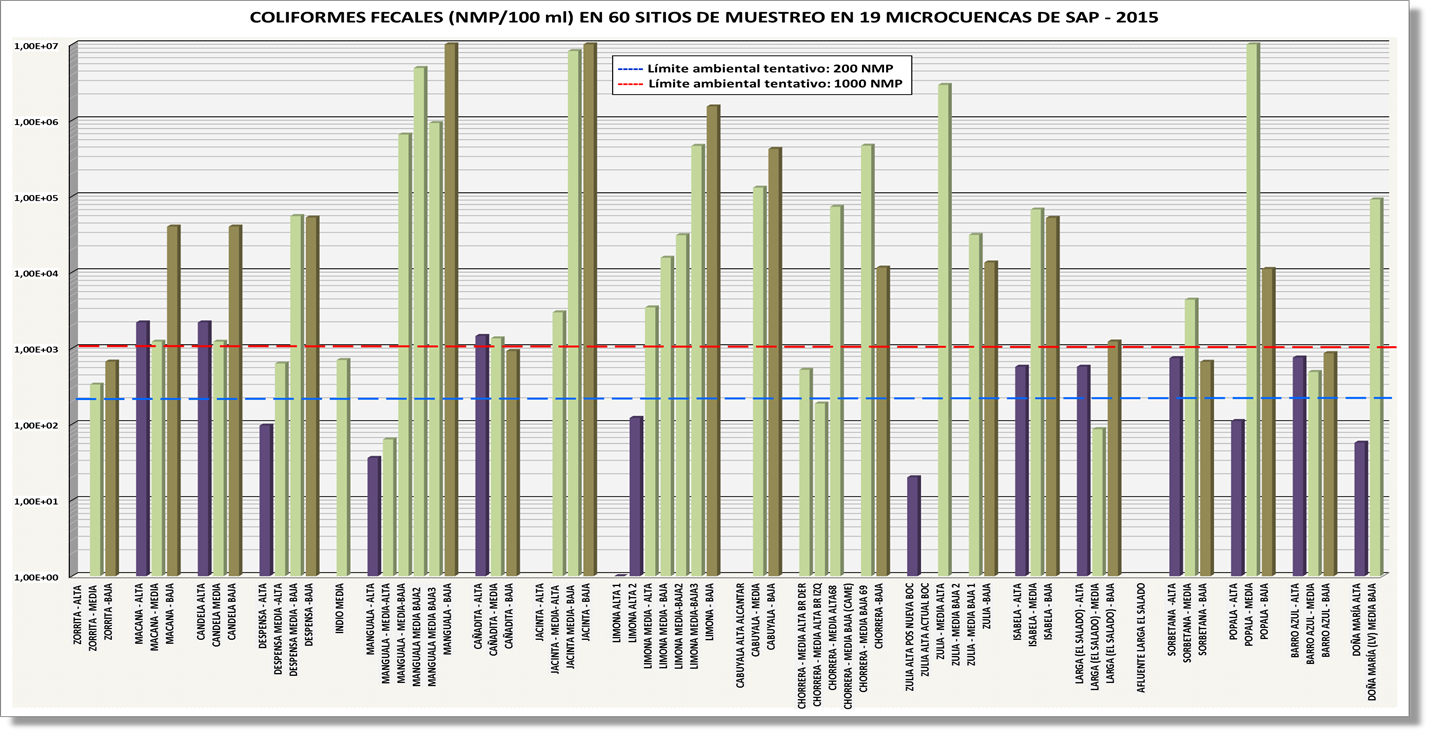 COLIFORMES FECALES (NMP/100 ml) EN 60 SITIOS DE MUESTREO EN 19 MICROCUENCAS DE SAP - 2015
Límite ambiental tentativo: 200 NMP
Límite ambiental tentativo: 1000 NMP
1,00E+07
1,00E+06
1,00E+05
1,00E+04
1,00E+03
1,00E+02
1,00E+01
1,00E+00
ZORRITA - ALTA
ZORRITA - MEDIA
ZORRITA -BAJA
MACANA - ALTA
MACANA - MEDIA
MACANA - BAJA
CANDELA ALTA
CANDELA MEDIA
CANDELA BAJA
DESPENSA - ALTA
DESPENSA MEDIA-ALTA
DESPENSA MEDIA - BAJA
DESPENSA -BAJA
INDIO MEDIA
MANGUALA - ALTA
MANGUALA - MEDIA-ALTA
MANGUALA - MEDIA-BAJA
MANGUALA MEDIA BAJA2
MANGUALA MEDIA BAJA3
MANGUALA - BAJA
CAÑADITA - ALTA
CAÑADITA - MEDIA
CAÑADITA - BAJA
JACINTA - ALTA
JACINTA - MEDIA-ALTA
JACINTA MEDIA- BAJA
JACINTA - BAJA
LIMONA ALTA 1
LIMONA ALTA 2
LIMONA MEDIA - ALTA
LIMONA MEDIA - BAJA
LIMONA MEDIA-BAJA2
LIMONA MEDIA-BAJA3
LIMONA - BAJA
CABUYALA ALTA ALCANTAR
CABUYALA - MEDIA
CABUYALA - BAJA
CHORRERA - MEDIA ALTA BR DER
CHORRERA - MEDIA ALTA BR IZQ
CHORRERA - MEDIA ALTA68
CHORRERA - MEDIA BAJA (CAME)
CHORRERA - MEDIA BAJA 69
CHORRERA -BAJA
ZULIA ALTA POS NUEVA BOC
ZULIA ALTA ACTUAL BOC
ZULIA - MEDIA ALTA
ZULIA - MEDIA BAJA 2
ZULIA - MEDIA BAJA 1
ZULIA -BAJA
ISABELA - ALTA
ISABELA - MEDIA
ISABELA - BAJA
LARGA (EL SALADO) - ALTA
LARGA (EL SALADO) - MEDIA
LARGA (EL SALADO) - BAJA
AFLUENTE LARGA EL SALADO
SORBETANA -ALTA
SORBETANA - MEDIA
SORBETANA - BAJA
POPALA - ALTA
POPALA - MEDIA
POPALA - BAJA
BARRO AZUL - ALTA
BARRO AZUL - MEDIA
BARRO AZUL - BAJA
DOÑA MARÍA ALTA
DOÑA MARÍA (LV) MEDIA BAJA